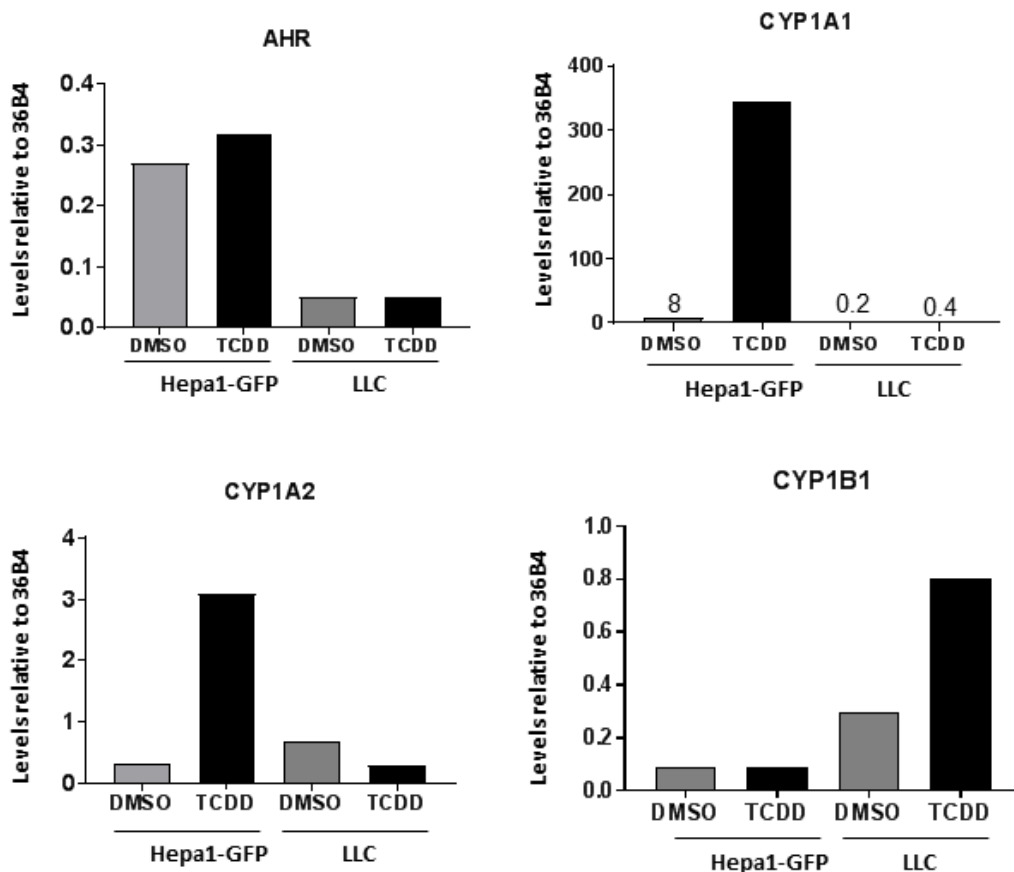 AHR
Levels relative to 36B4
0.4
0.3
0.2
0.1
0.0
DMSO TCDD DMSO TCDD
Hepa1-GFP LLC
CYP1A1
Levels relative to 36B4
400
300
200
100
0
8 0.2 0.4
DMSO TCDD DMSO TCDD
Hepa1-GFP LLC
CYP1A2
Levels relative to 36B4
4
3
2
1
0
DMSO TCDD DMSO TCDD
Hepa1-GFP LLC
CYP1B1
Levels relative to 36B4
1.0
0.8
0.6
0.4
0.2
0.0
DMSO TCDD DMSO TCDD
Hepa1-GFP LLC